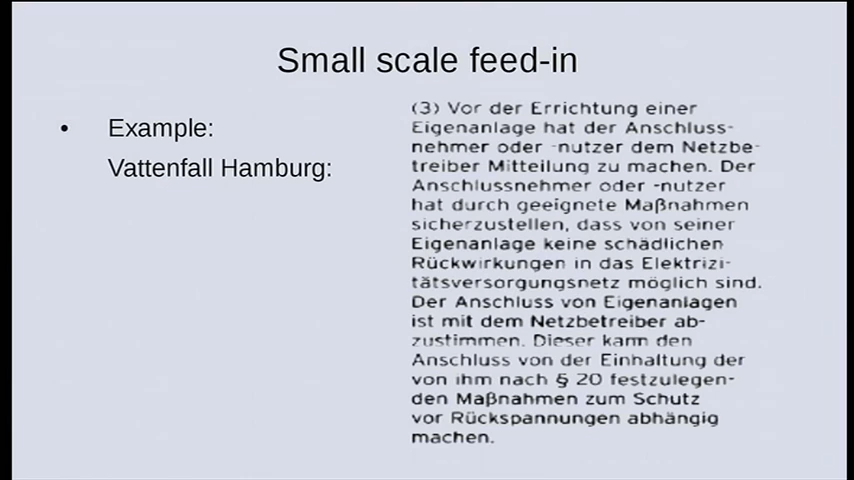 Small scale feed-in
• Example:
Vattenfall Hamburg:
(3) Vor der Errichtung einer
Eigenanlage hat der Anschluss-
nehmer oder -nutzer dem Netzbe-
treiber Mitteilung zu machen. Der
Anschlussnehmer oder -nutzer
hat durch geeignete Maßnahmen
sicherzustellen, dass von seiner
Eigenanlage keine schädlichen
Rückwirkungen in das Elektrizi-
tätsversorgungsnetz möglich sind.
Der Anschluss von Eigenanlagen
ist mit dem Netzbetreiber ab-
zustimmen. Dieser kann den
Anschluss von der Einhaltung der
von ihm nach § 20 festzulegen-
den Maßnahmen zum Schutz
vor Rückspannungen abhängig
machen.